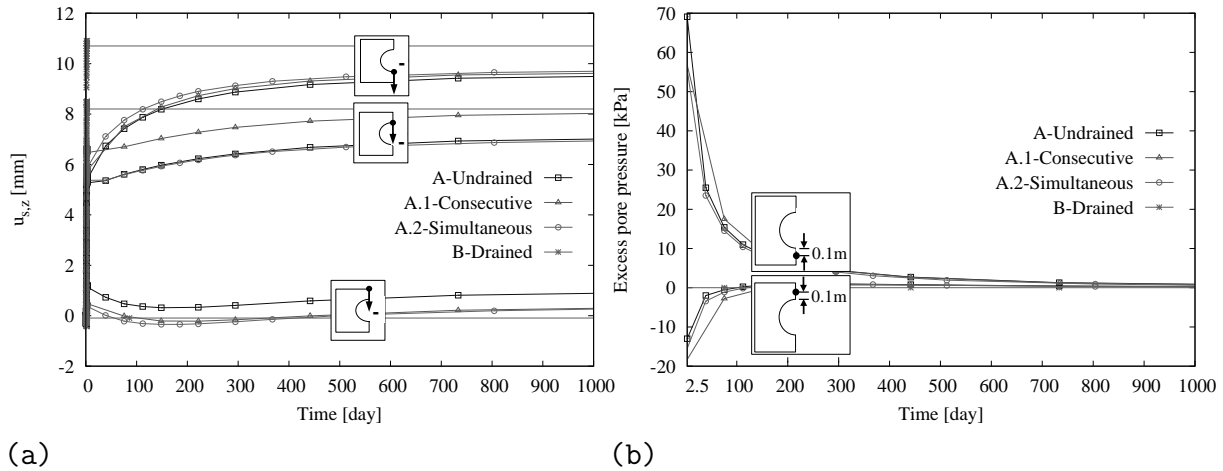 12
10
8
6
4
2
0
-2
u_{s,z} [mm]
A-Undrained
A.1-Consecutive
A.2-Simultaneous
B-Drained
0 100 200 300 400 500 600 700 800 900 1000
Time [day]
(a)
70
60
50
40
30
20
10
0
-10
-20
Excess pore pressure [kPa]
A-Undrained
A.1-Consecutive
A.2-Simultaneous
B-Drained
0.1m
0.1m
2.5 100 200 300 400 500 600 700 800 900 1000
Time [day]
(b)